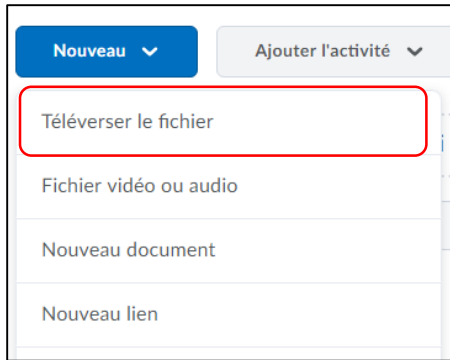 Nouveau
Ajouter l'activité
Téléverser le fichier
Fichier vidéo ou audio
Nouveau document
Nouveau lien